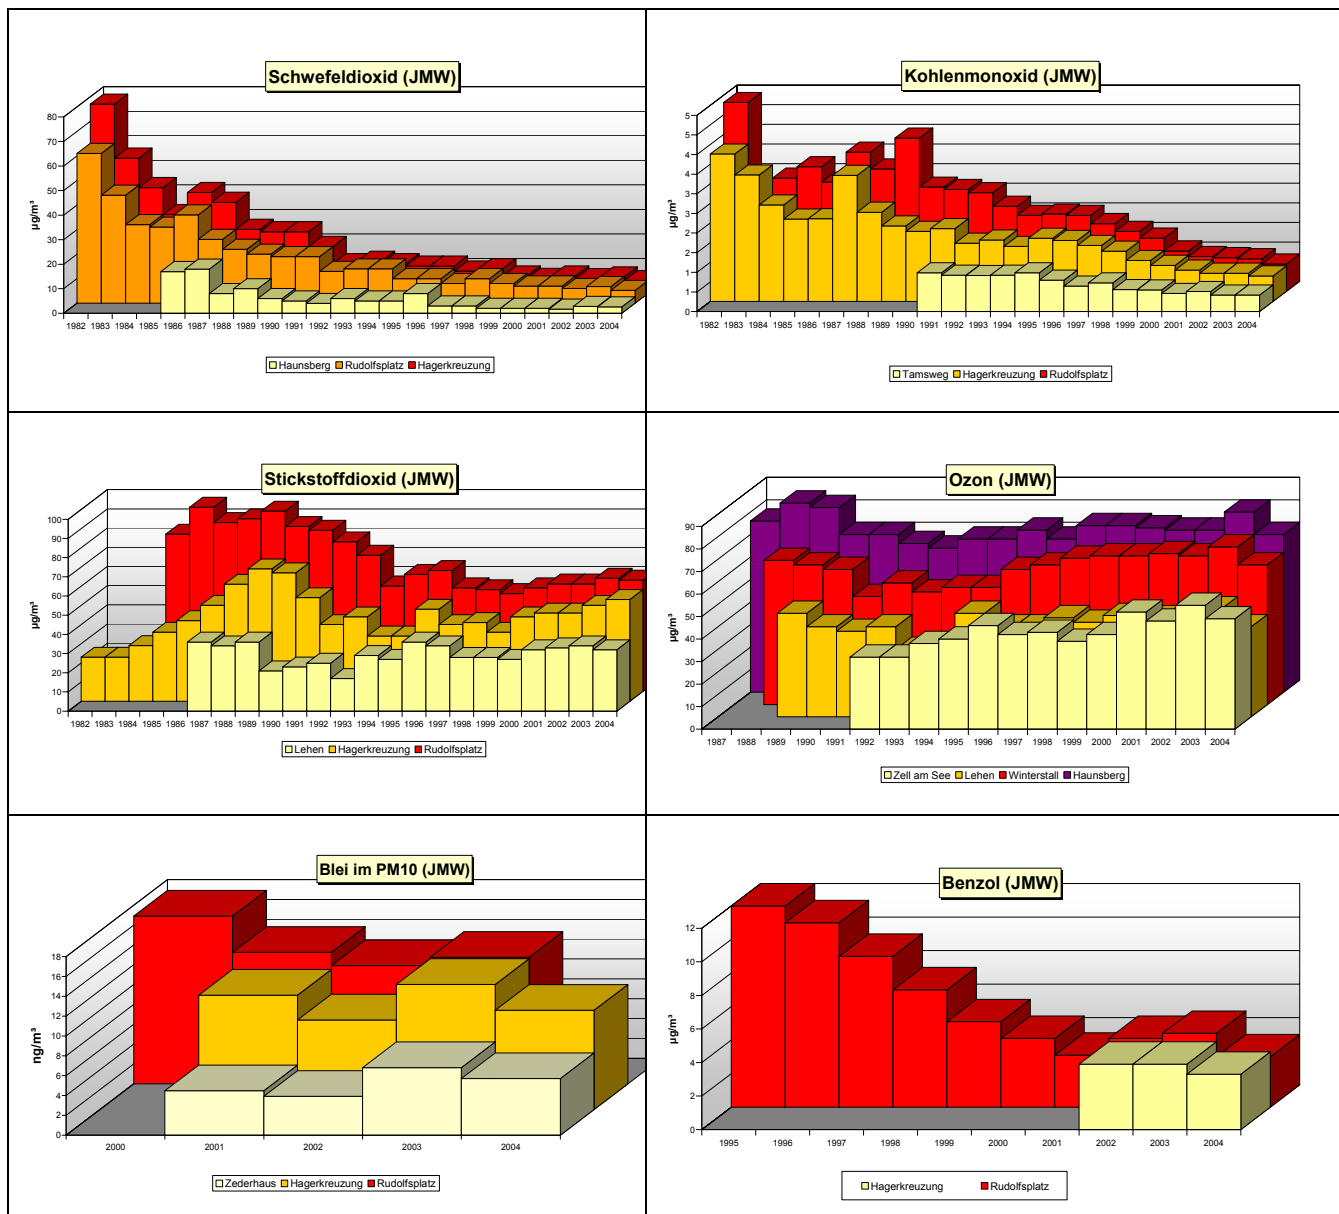 Schwefeldioxid (JMW)
µg/m³
80
70
60
50
40
30
20
10
0
1982 1983 1984 1985 1986 1987 1988 1989 1990 1991 1992 1993 1994 1995 1996 1997 1998 1999 2000 2001 2002 2003 2004
Haunsberg Rudolfsplatz Hagerkreuzung
Kohlenmonoxid (JMW)
µg/m³
5
5
4
4
3
3
2
2
1
1
0
1982 1983 1984 1985 1986 1987 1988 1989 1990 1991 1992 1993 1994 1995 1996 1997 1998 1999 2000 2001 2002 2003 2004
Tamsweg Hagerkreuzung Rudolfsplatz
Stickstoffdioxid (JMW)
µg/m³
100
90
80
70
60
50
40
30
20
10
0
1982 1983 1984 1985 1986 1987 1988 1989 1990 1991 1992 1993 1994 1995 1996 1997 1998 1999 2000 2001 2002 2003 2004
Lehen Hagerkreuzung Rudolfsplatz
Ozon (JMW)
µg/m³
90
80
70
60
50
40
30
20
10
0
1987 1988 1989 1990 1991 1992 1993 1994 1995 1996 1997 1998 1999 2000 2001 2002 2003 2004
Zell am See Lehen Winterstall Haunsberg
Blei im PM10 (JMW)
ng/m³
18
16
14
12
10
8
6
4
2
0
2000 2001 2002 2003 2004
Zederhaus Hagerkreuzung Rudolfsplatz
Benzol (JMW)
µg/m³
12
10
8
6
4
2
0
1995 1996 1997 1998 1999 2000 2001 2002 2003 2004
Hagerkreuzung Rudolfsplatz